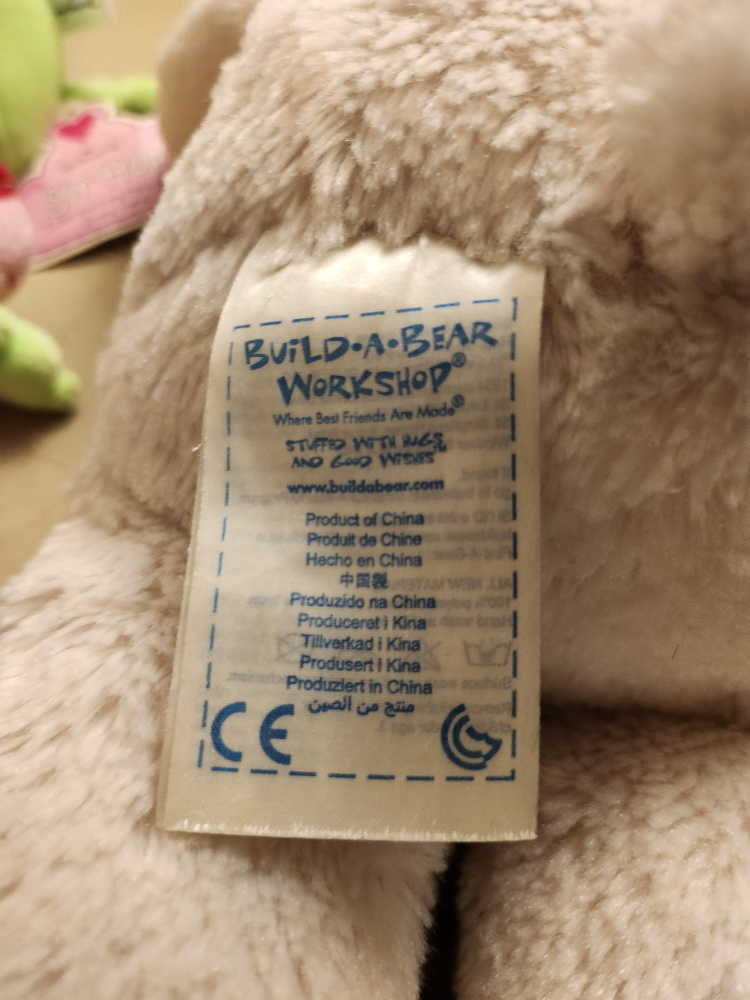 BUILD•A•BEAR
WORKSHOP®
Where Best Friends Are Made®
STUFFED WITH HUGS
AND GOOD WISHES™
www.buildabear.com
Product of China
Produit de Chine
Hecho en China
中国製
Produzido na China
Produceret i Kina
Tillverkad i Kina
Produsert i Kina
Produziert in China
منتج من الصين
CE